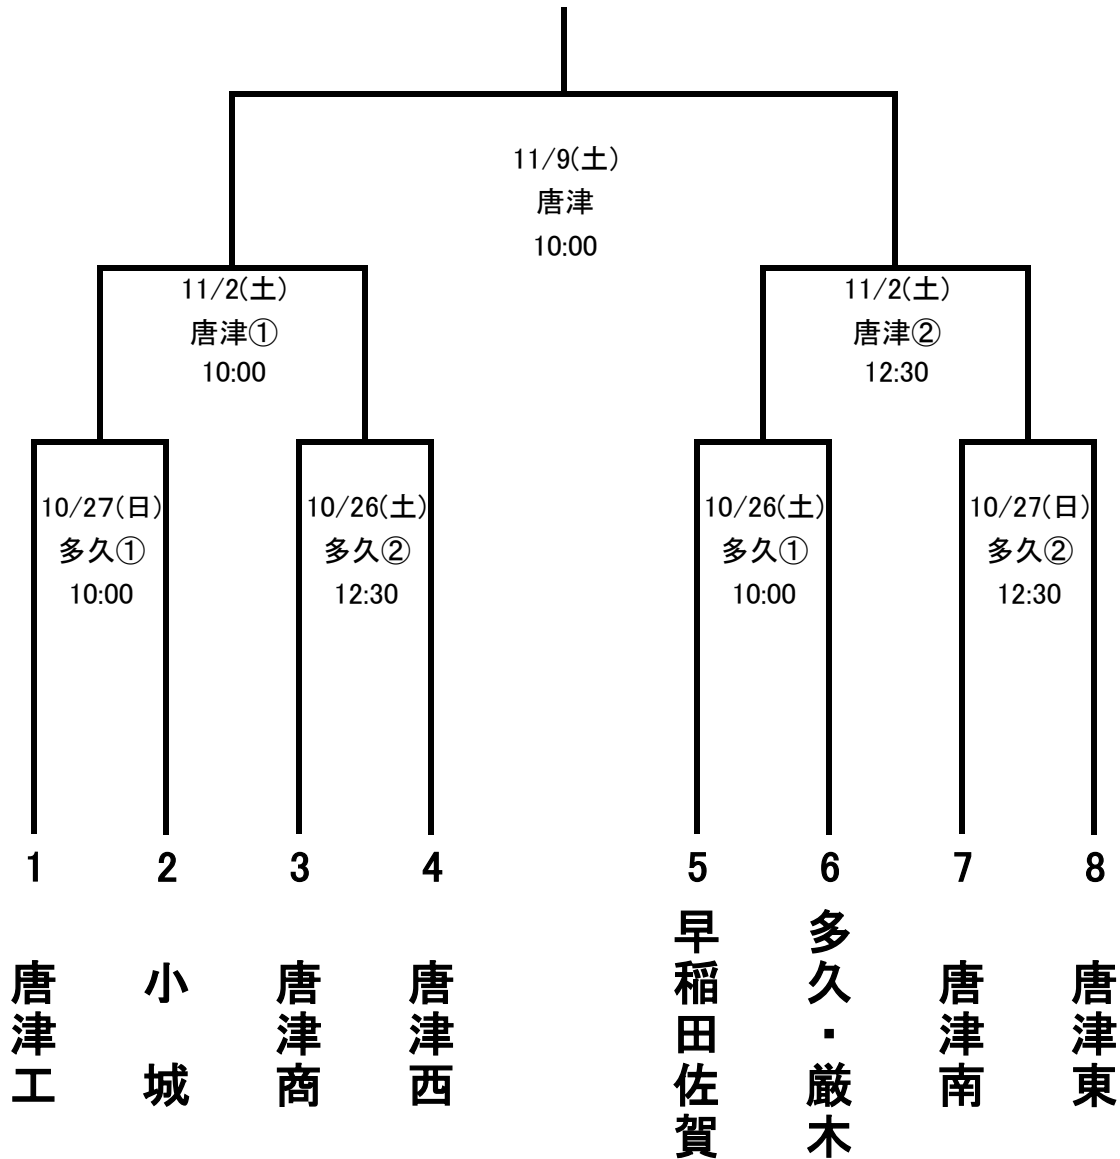 11/9(土)
唐津
10:00
11/2(土)
唐津①
10:00
11/2(土)
唐津②
12:30
10/27(日)
多久①
10:00
10/26(土)
多久②
12:30
10/26(土)
多久①
10:00
10/27(日)
多久②
12:30
1
2
3
4
5
6
7
8
唐津工
小城
唐津商
唐津西
早稲田佐賀
多久・厳木
唐津南
唐津東